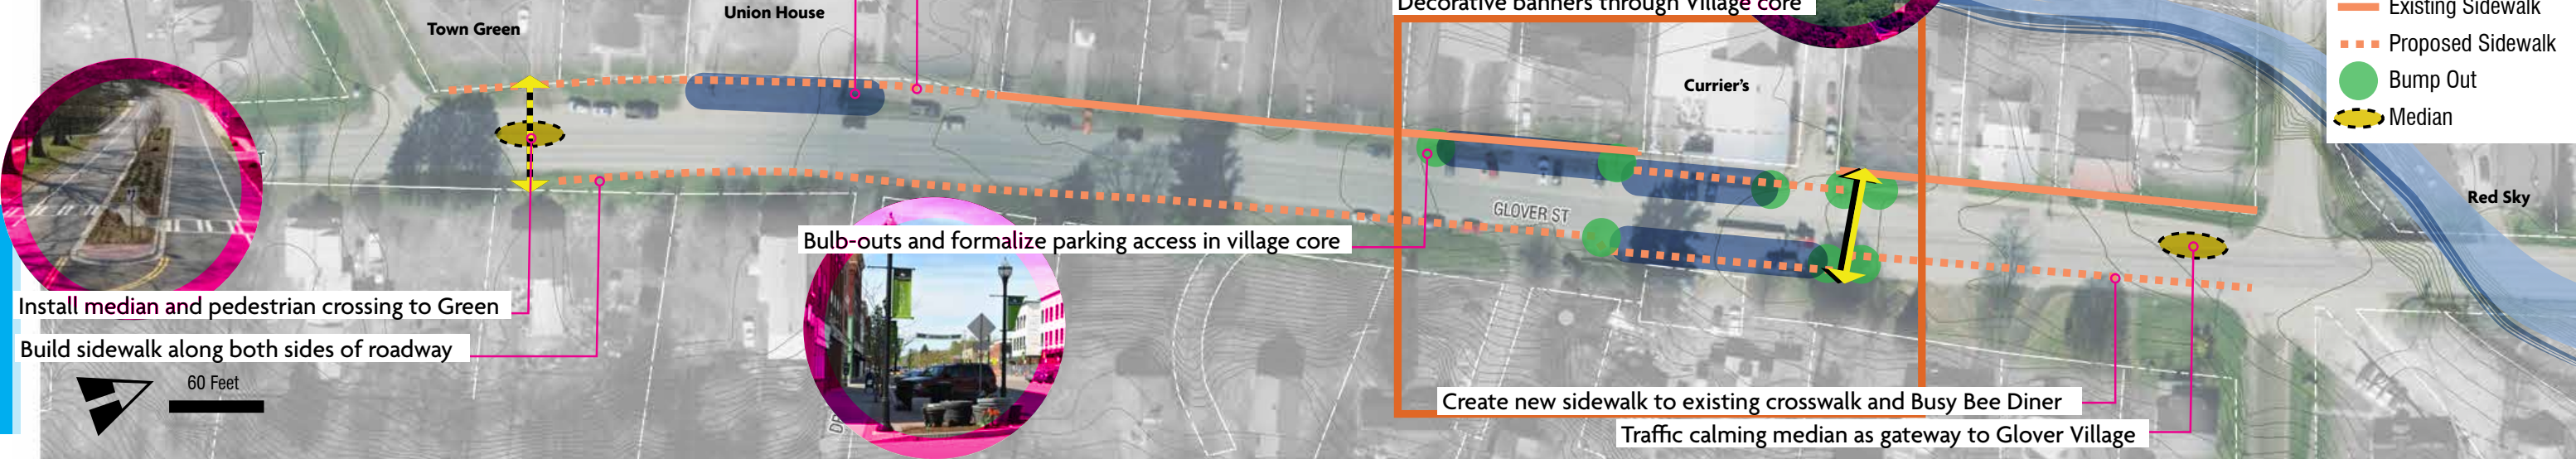 Town Green
Union House
Decorative banners through Village core
Currier's
Existing Sidewalk
Proposed Sidewalk
Bump Out
Median
Red Sky
GLOVER ST
Bulb-outs and formalize parking access in village core
Install median and pedestrian crossing to Green
Build sidewalk along both sides of roadway
60 Feet
Create new sidewalk to existing crosswalk and Busy Bee Diner
Traffic calming median as gateway to Glover Village